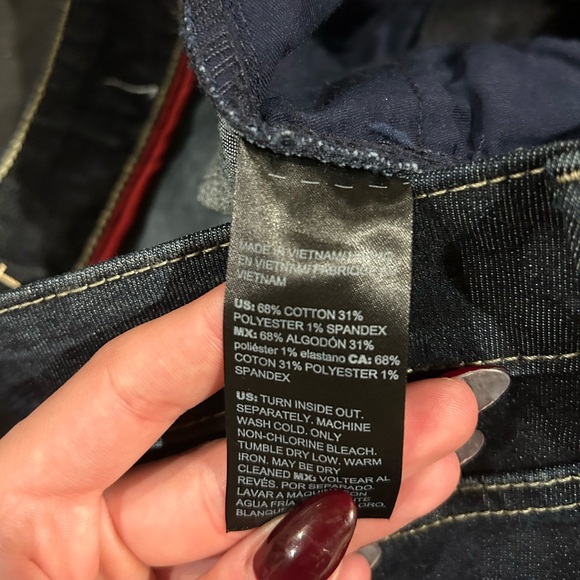 MADE IN VIETNAM/
EN VIETNAM/ FABRIQUÉ
VIETNAM
US: 68% COTTON 31%
POLYESTER 1% SPANDEX
MX: 68% ALGODÓN 31%
poliéster 1% elastano CA: 68%
COTON 31% POLYESTER 1%
SPANDEX
US: TURN INSIDE OUT.
SEPARATELY. MACHINE
WASH COLD. ONLY
NON-CHLORINE BLEACH.
TUMBLE DRY LOW. WARM
IRON. MAY BE DRY
CLEANED MX: VOLTEAR AL
REVÉS. POR SEPARADO.
LAVAR A MÁQUINA
AGUA FRÍA